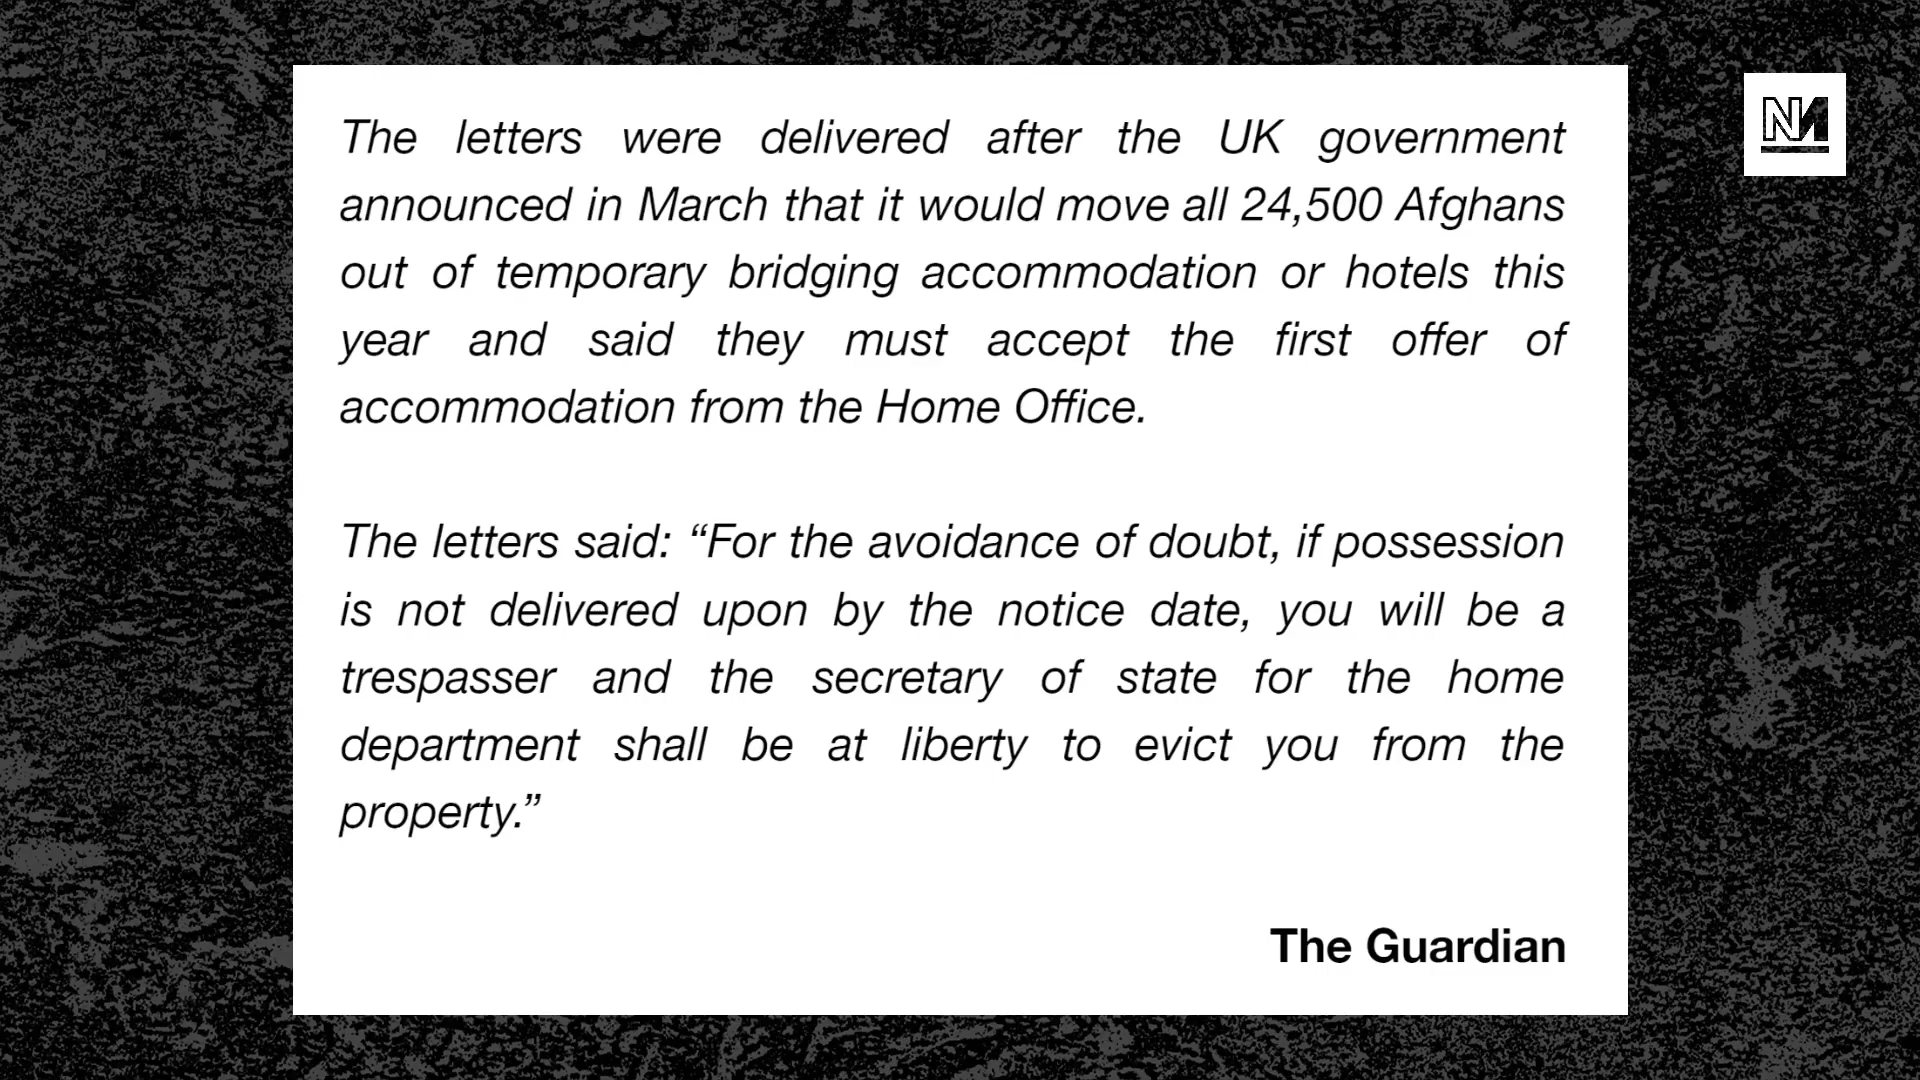 The letters were delivered after the UK government
announced in March that it would move all 24,500 Afghans
out of temporary bridging accommodation or hotels this
year and said they must accept the first offer of
accommodation from the Home Office.
The letters said: “For the avoidance of doubt, if possession
is not delivered upon by the notice date, you will be a
trespasser and the secretary of state for the home
department shall be at liberty to evict you from the
property.”
The Guardian
NM